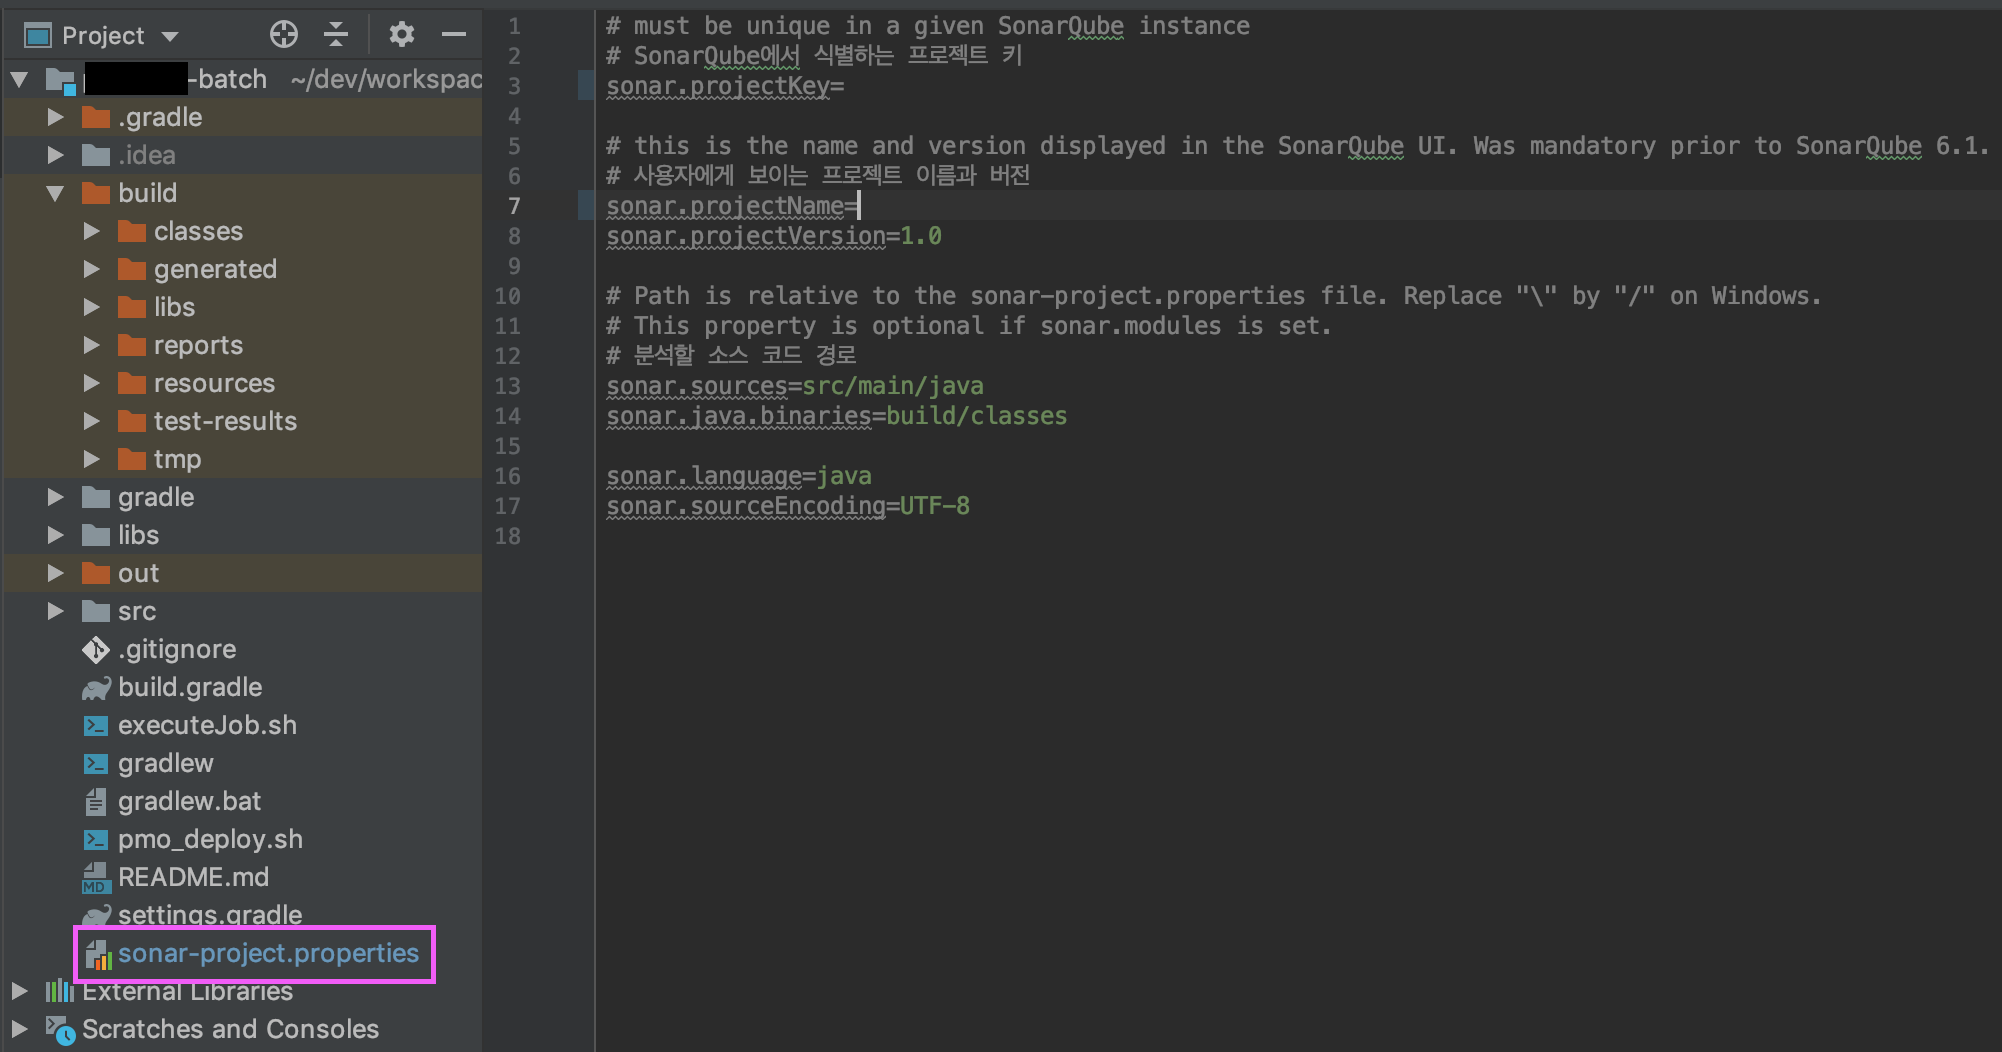 Project
-batch ~/dev/workspac
.gradle
.idea
build
classes
generated
libs
reports
resources
test-results
tmp
gradle
libs
out
src
.gitignore
build.gradle
executeJob.sh
gradlew
gradlew.bat
pmo_deploy.sh
MD README.md
settings.gradle
sonar-project.properties
External Libraries
Scratches and Consoles
1 # must be unique in a given SonarQube instance
2 # SonarQube에서 식별하는 프로젝트 키
3 sonar.projectKey=
4
5 # this is the name and version displayed in the SonarQube UI. Was mandatory prior to SonarQube 6.1.
6 # 사용자에게 보이는 프로젝트 이름과 버전
7 sonar.projectName=
8 sonar.projectVersion=1.0
9
10 # Path is relative to the sonar-project.properties file. Replace "\" by "/" on Windows.
11 # This property is optional if sonar.modules is set.
12 # 분석할 소스 코드 경로
13 sonar.sources=src/main/java
14 sonar.java.binaries=build/classes
15
16 sonar.language=java
17 sonar.sourceEncoding=UTF-8
18